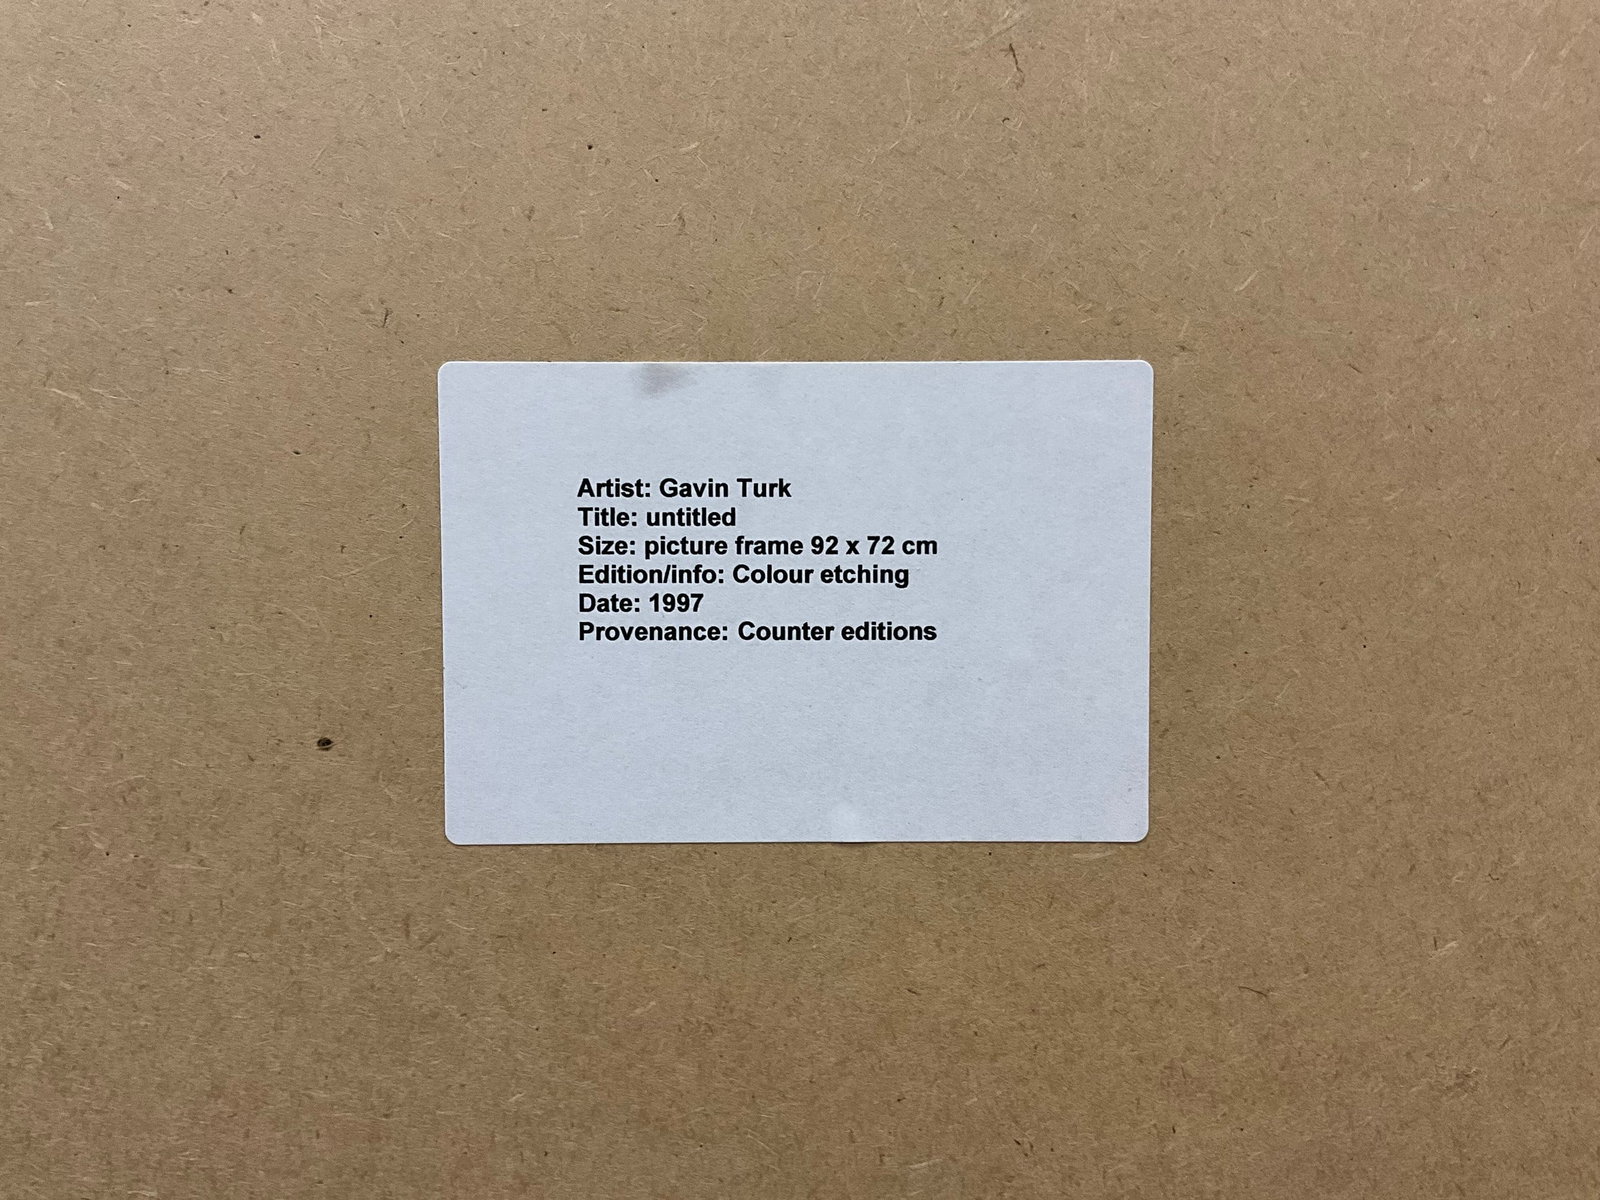 Artist: Gavin Turk
Title: untitled
Size: picture frame 92 x 72 cm
Edition/info: Colour etching
Date: 1997
Provenance: Counter editions